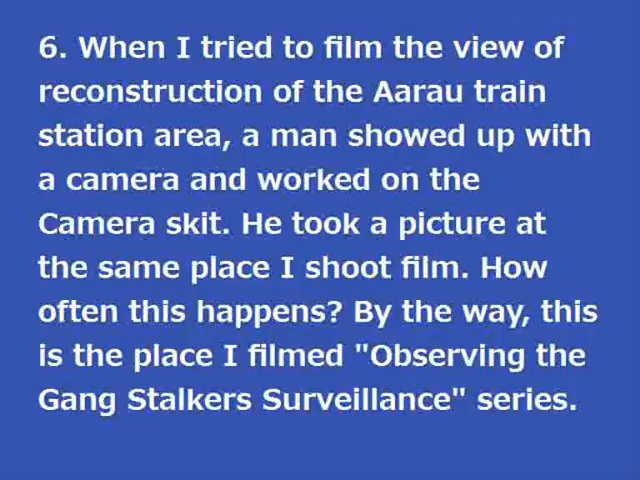 6. When I tried to film the view of
reconstruction of the Aarau train
station area, a man showed up with
a camera and worked on the
Camera skit. He took a picture at
the same place I shoot film. How
often this happens? By the way, this
is the place I filmed "Observing the
Gang Stalkers Surveillance" series.